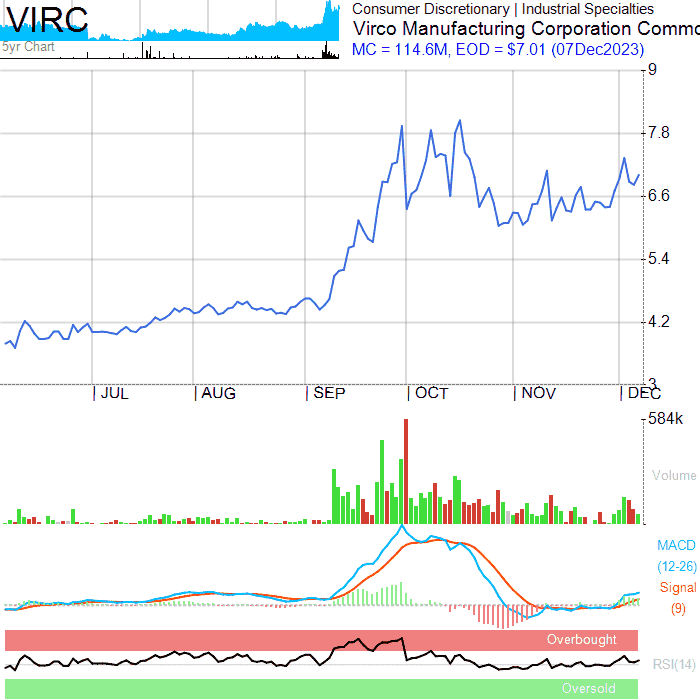 VIRC
5yr Chart
Consumer Discretionary | Industrial Specialties
Virco Manufacturing Corporation Commo
MC = 114.6M, EOD = $7.01 (07Dec2023)
9
7.8
6.6
5.4
4.2
3
JUL AUG SEP OCT NOV DEC
584k
Volume
MACD
(12-26)
Signal
(9)
Overbought
RSI(14)
Oversold